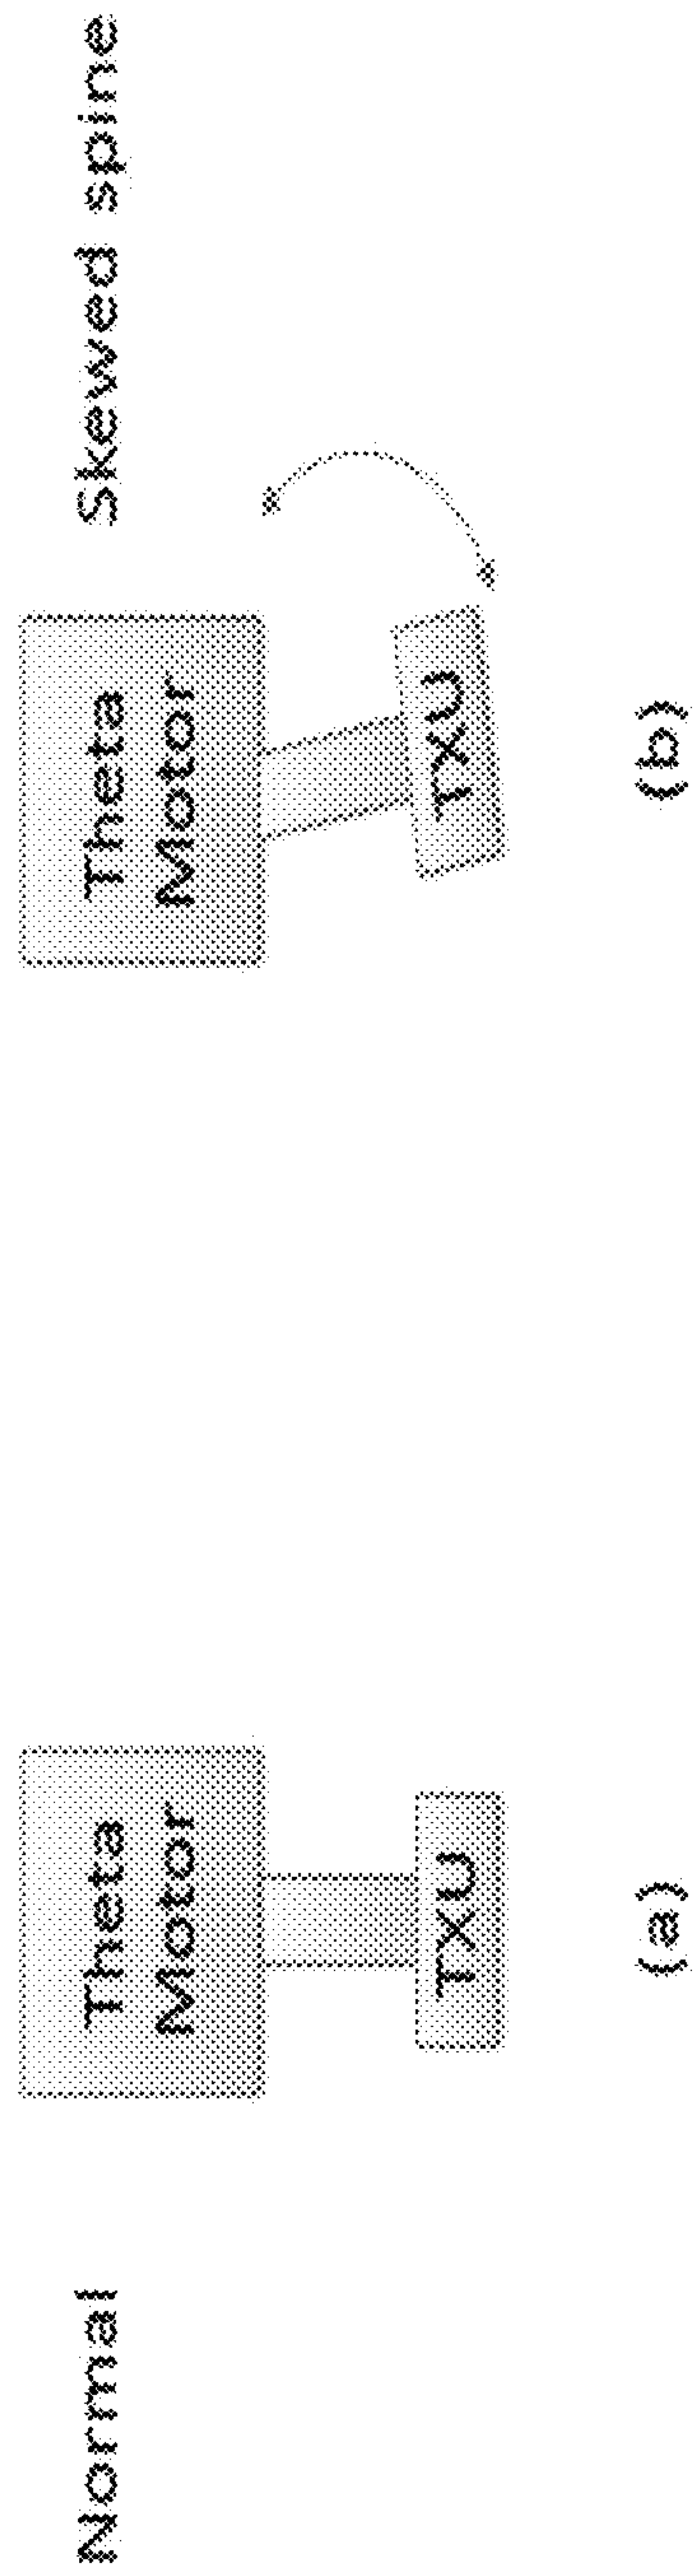 Normal
Theta
Motor
TXU
(a)
Skewed spine
Theta
Motor
TXU
(b)